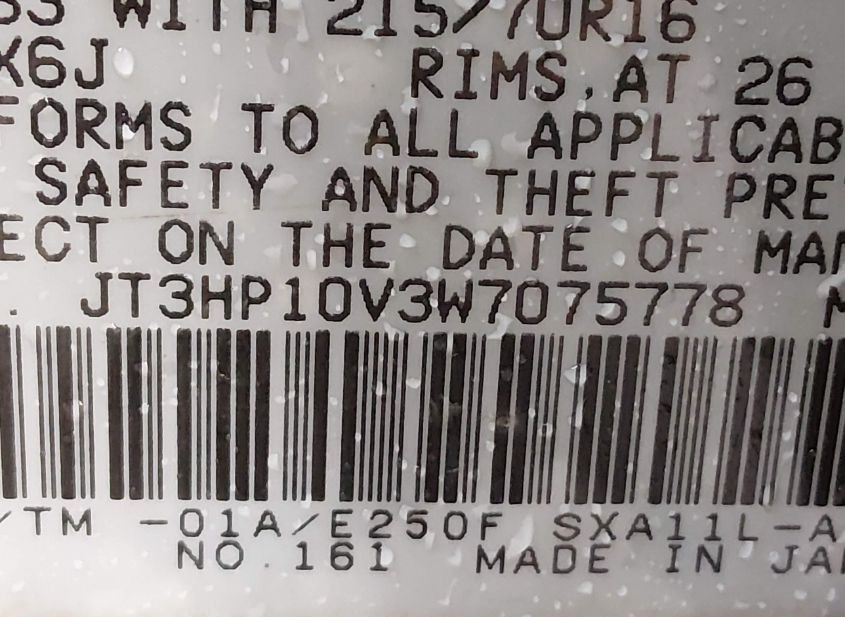 WITH 215/70R16
X6J RIMS,AT 26
FORMS TO ALL APPLICAB
SAFETY AND THEFT PRE
ECT ON THE DATE OF MAN
. JT3HP10V3W7075778 M
/TM -01A/E250F SXA11L-A
NO.161 MADE IN JA